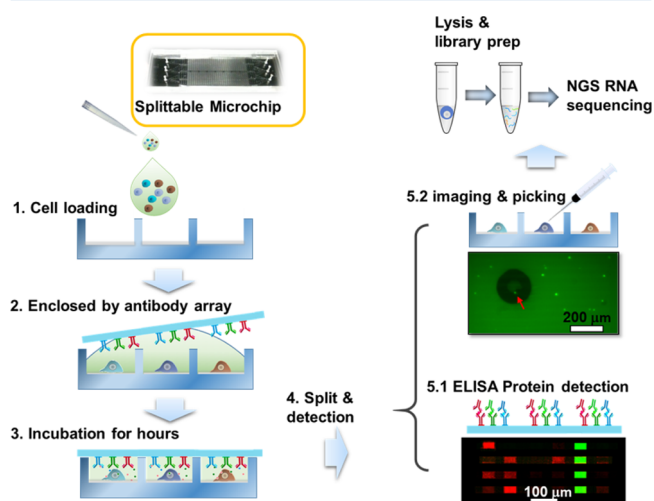 Splittable Microchip
1. Cell loading
2. Enclosed by antibody array
3. Incubation for hours
4. Split &
detection
Lysis &
library prep
NGS RNA
sequencing
5.2 imaging & picking
200 μm
5.1 ELISA Protein detection
100 μm